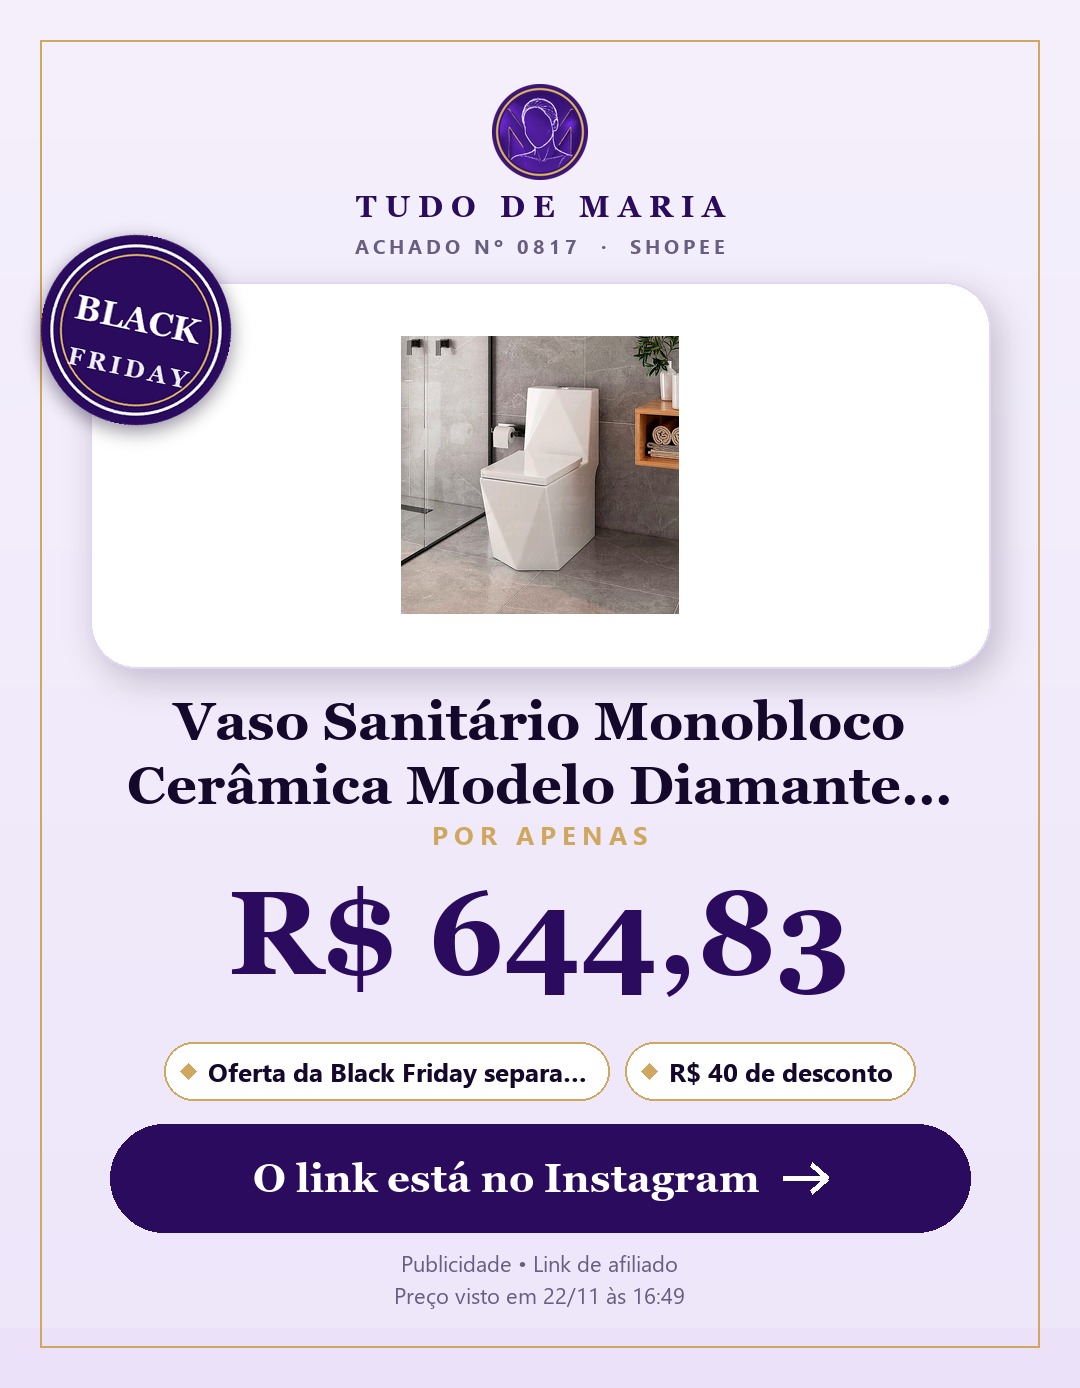 TUDO DE MARIA
ACHADO Nº 0817 · SHOPEE
BLACK
FRIDAY
Vaso Sanitário Monobloco
Cerâmica Modelo Diamante...
POR APENAS
R$ 644,83
Oferta da Black Friday separa...
R$ 40 de desconto
O link está no Instagram →
Publicidade • Link de afiliado
Preço visto em 22/11 às 16:49